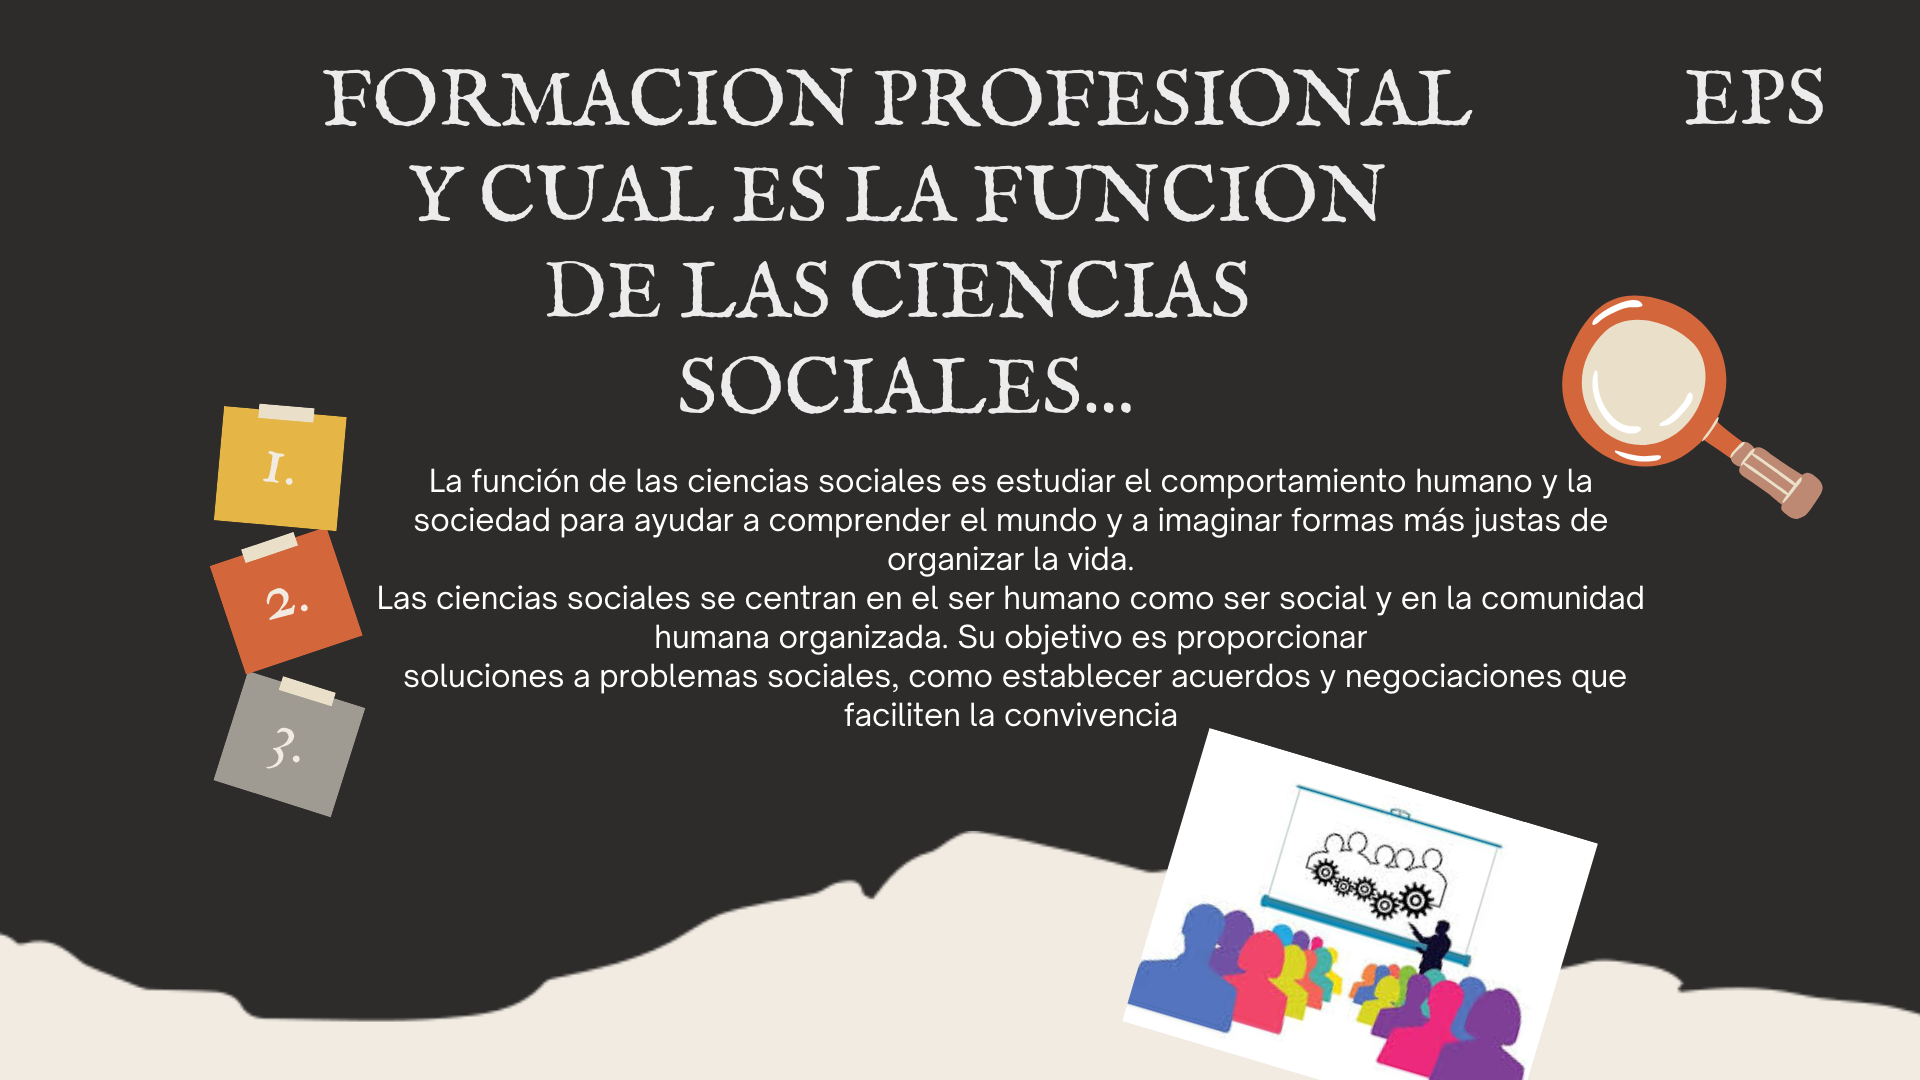 FORMACION PROFESIONAL
Y CUAL ES LA FUNCION
DE LAS CIENCIAS
SOCIALES...
EPS
1.
2.
3.
La función de las ciencias sociales es estudiar el comportamiento humano y la
sociedad para ayudar a comprender el mundo y a imaginar formas más justas de
organizar la vida.
Las ciencias sociales se centran en el ser humano como ser social y en la comunidad
humana organizada. Su objetivo es proporcionar
soluciones a problemas sociales, como establecer acuerdos y negociaciones que
faciliten la convivencia